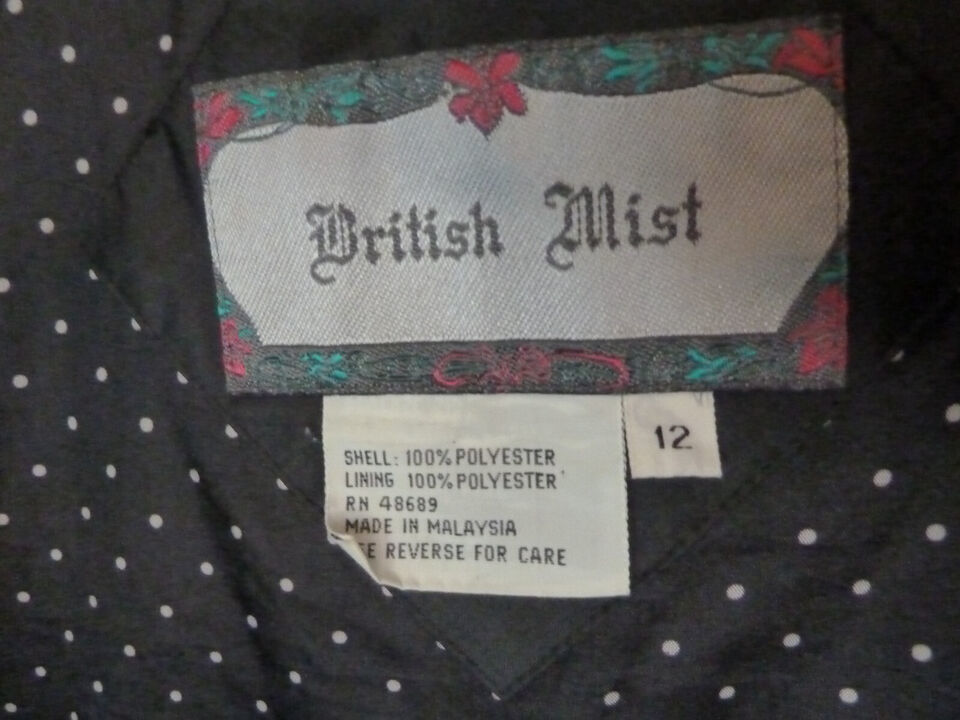 British Mist
12
SHELL: 100% POLYESTER
LINING 100% POLYESTER
RN 48689
MADE IN MALAYSIA
REVERSE FOR CARE